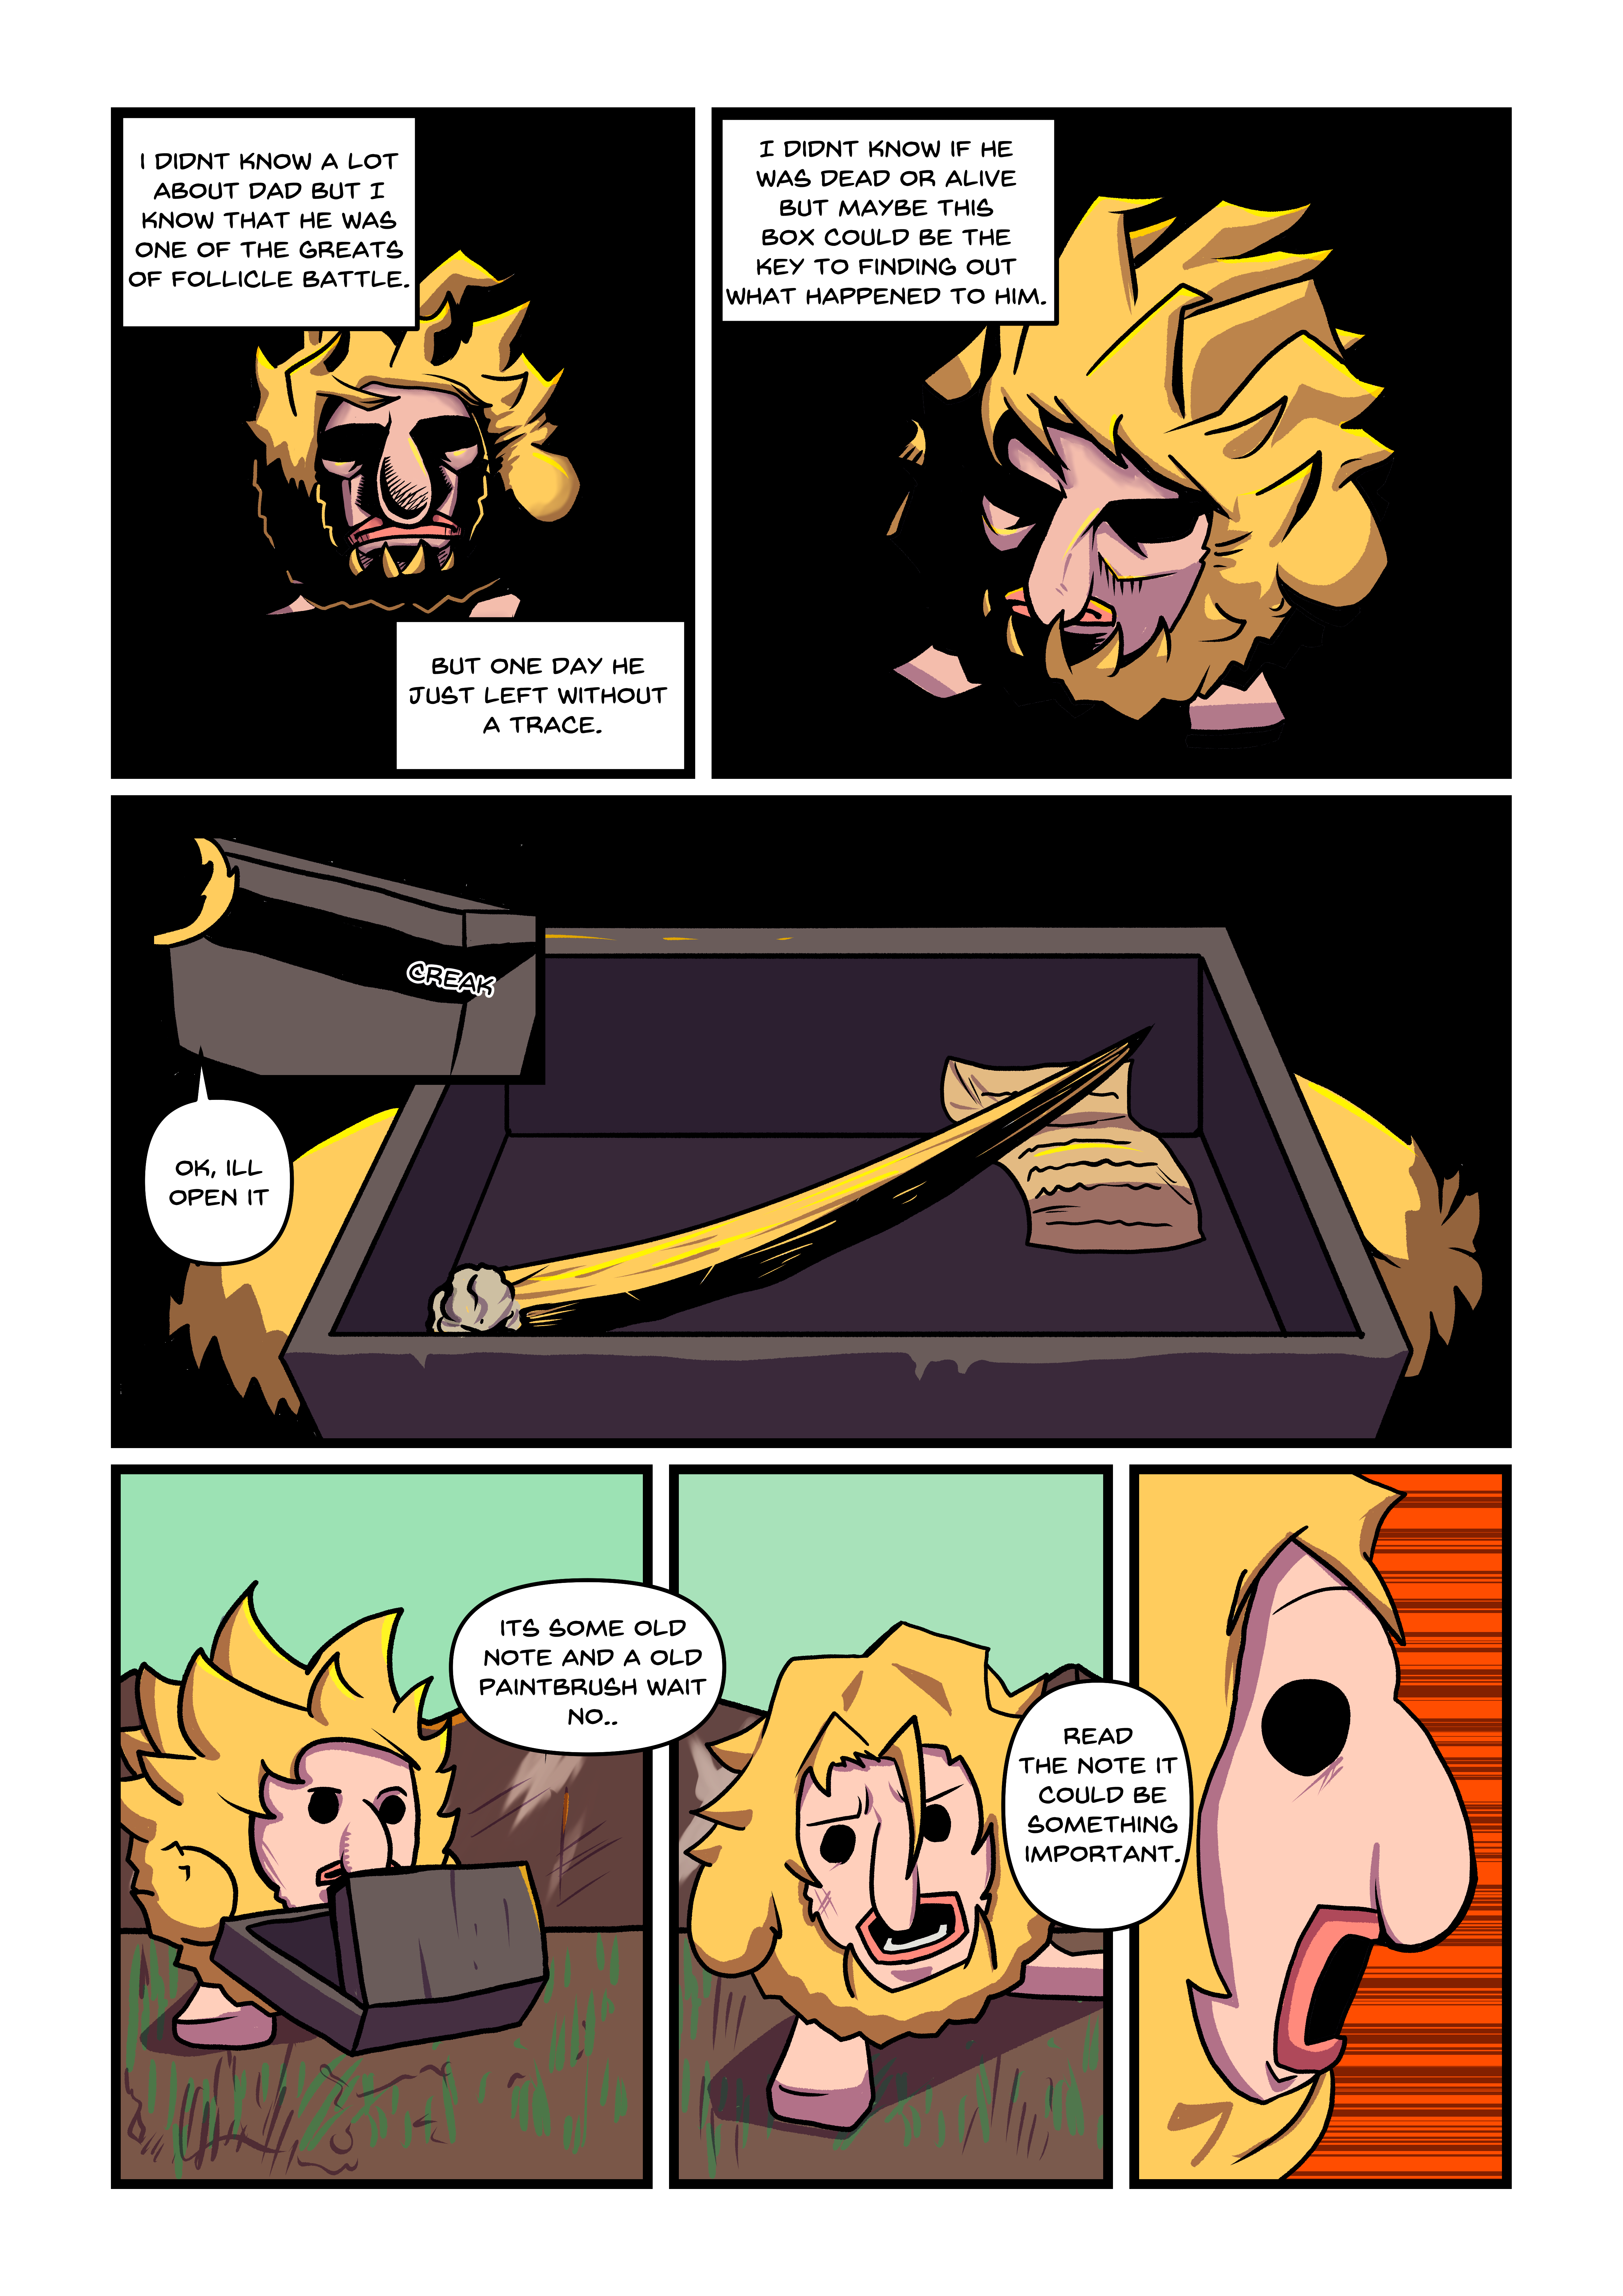 I DIDNT KNOW A LOT
ABOUT DAD BUT I
KNOW THAT HE WAS
ONE OF THE GREATS
OF FOLLICLE BATTLE.
BUT ONE DAY HE
JUST LEFT WITHOUT
A TRACE.
I DIDNT KNOW IF HE
WAS DEAD OR ALIVE
BUT MAYBE THIS
BOX COULD BE THE
KEY TO FINDING OUT
WHAT HAPPENED TO HIM.
CREAK
OK, ILL
OPEN IT
ITS SOME OLD
NOTE AND A OLD
PAINTBRUSH WAIT
NO..
READ
THE NOTE IT
COULD BE
SOMETHING
IMPORTANT.